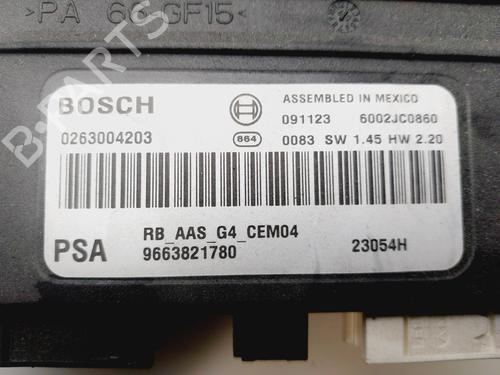 >PA 66-GF15<
B-PARTS
BOSCH
ASSEMBLED IN MEXICO
091123 6002JC0860
0263004203
864
0083 SW 1.45 HW 2.20
PSA
RB_AAS_G4_CEM04
9663821780
23054H